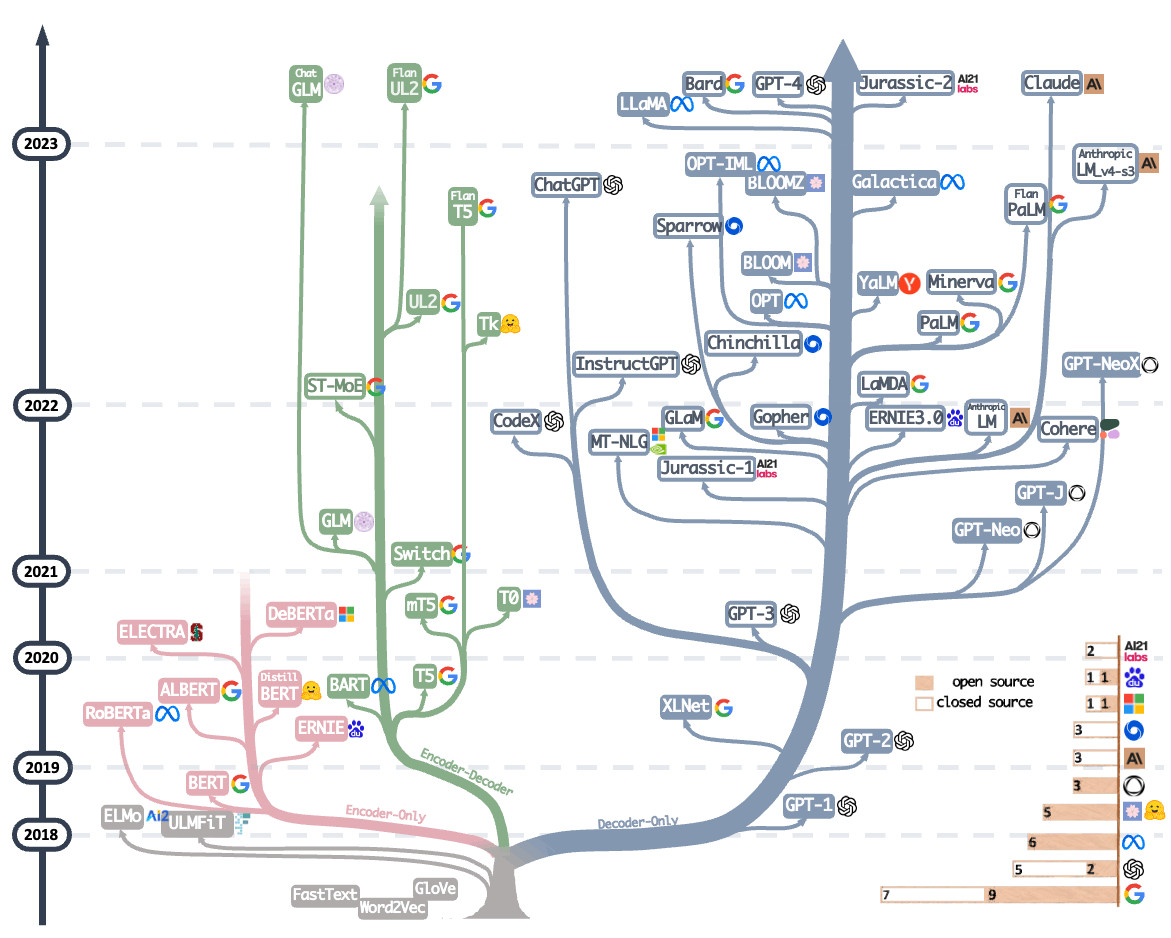 Chat
GLM
Flan
UL2
Bard
GPT-4
Jurassic-2
AI21
labs
Claude
A\
LLaMA
2023
OPT-IML
BLOOMZ
Galactica
Anthropic
LM_v4-s3
A\
ChatGPT
Flan
T5
Flan
PaLM
Sparrow
BLOOM
YaLM
Y
Minerva
UL2
OPT
Tk
PaLM
Chinchilla
InstructGPT
GPT-NeoX
ST-MoE
LaMDA
2022
CodeX
GLaM
Gopher
ERNIE3.0
du
Anthropic
LM
A\
Cohere
MT-NLG
Jurassic-1
AI21
labs
GPT-J
GLM
GPT-Neo
Switch
2021
mT5
T0
DeBERTa
GPT-3
ELECTRA
S
2020
2
AI21
labs
T5
Distill
BERT
BART
ALBERT
1
1
du
open source
closed source
1
1
RoBERTa
XLNet
ERNIE
du
3
GPT-2
2019
Encoder-Decoder
3
A\
BERT
3
GPT-1
ELMo
Ai2
ULMFiT
Encoder-Only
Decoder-Only
5
2018
6
5
2
FastText
Word2Vec
GloVe
7
9